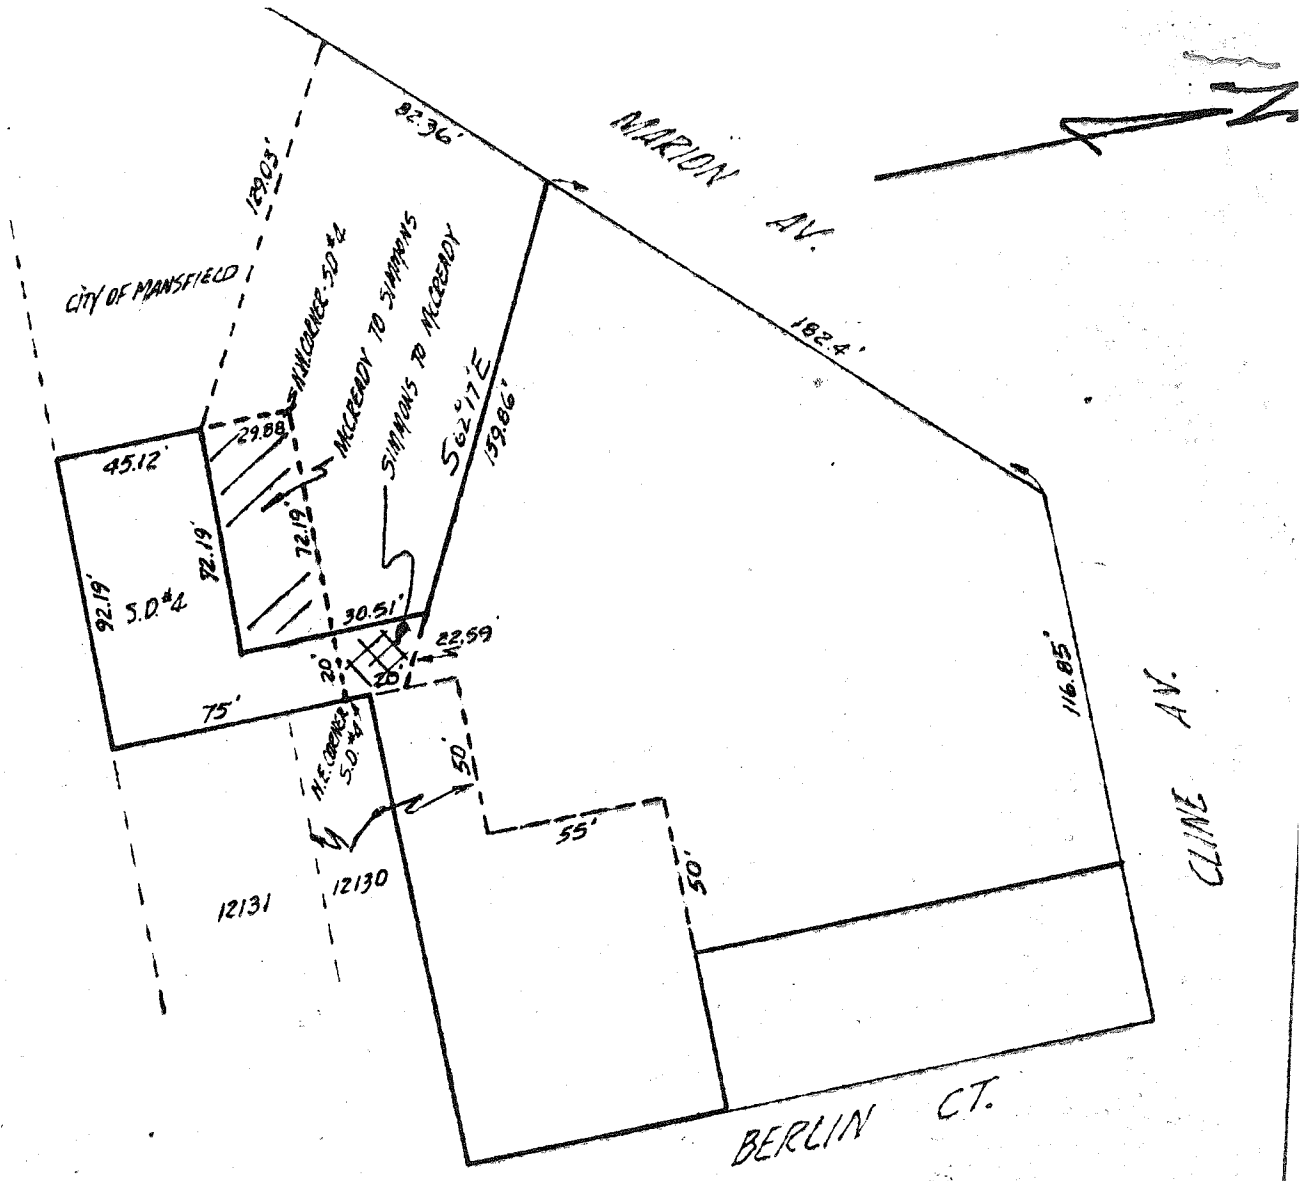 82.36'
MARION
AV.
N
129.03'
CITY OF MANSFIELD
N.W. CORNER - S.D #4
MCCREADY TO SIMMONS
SIMMONS TO MCCREADY
S 62° 17' E
159.86'
182.4'
29.88
45.12'
72.19'
72.19'
92.19'
S.D. #4
30.51'
22.59'
20'
20'
75'
N.E. CORNER
S.D. #4
50'
55'
50'
116.85'
CLINE AV.
12131
12130
BERLIN CT.